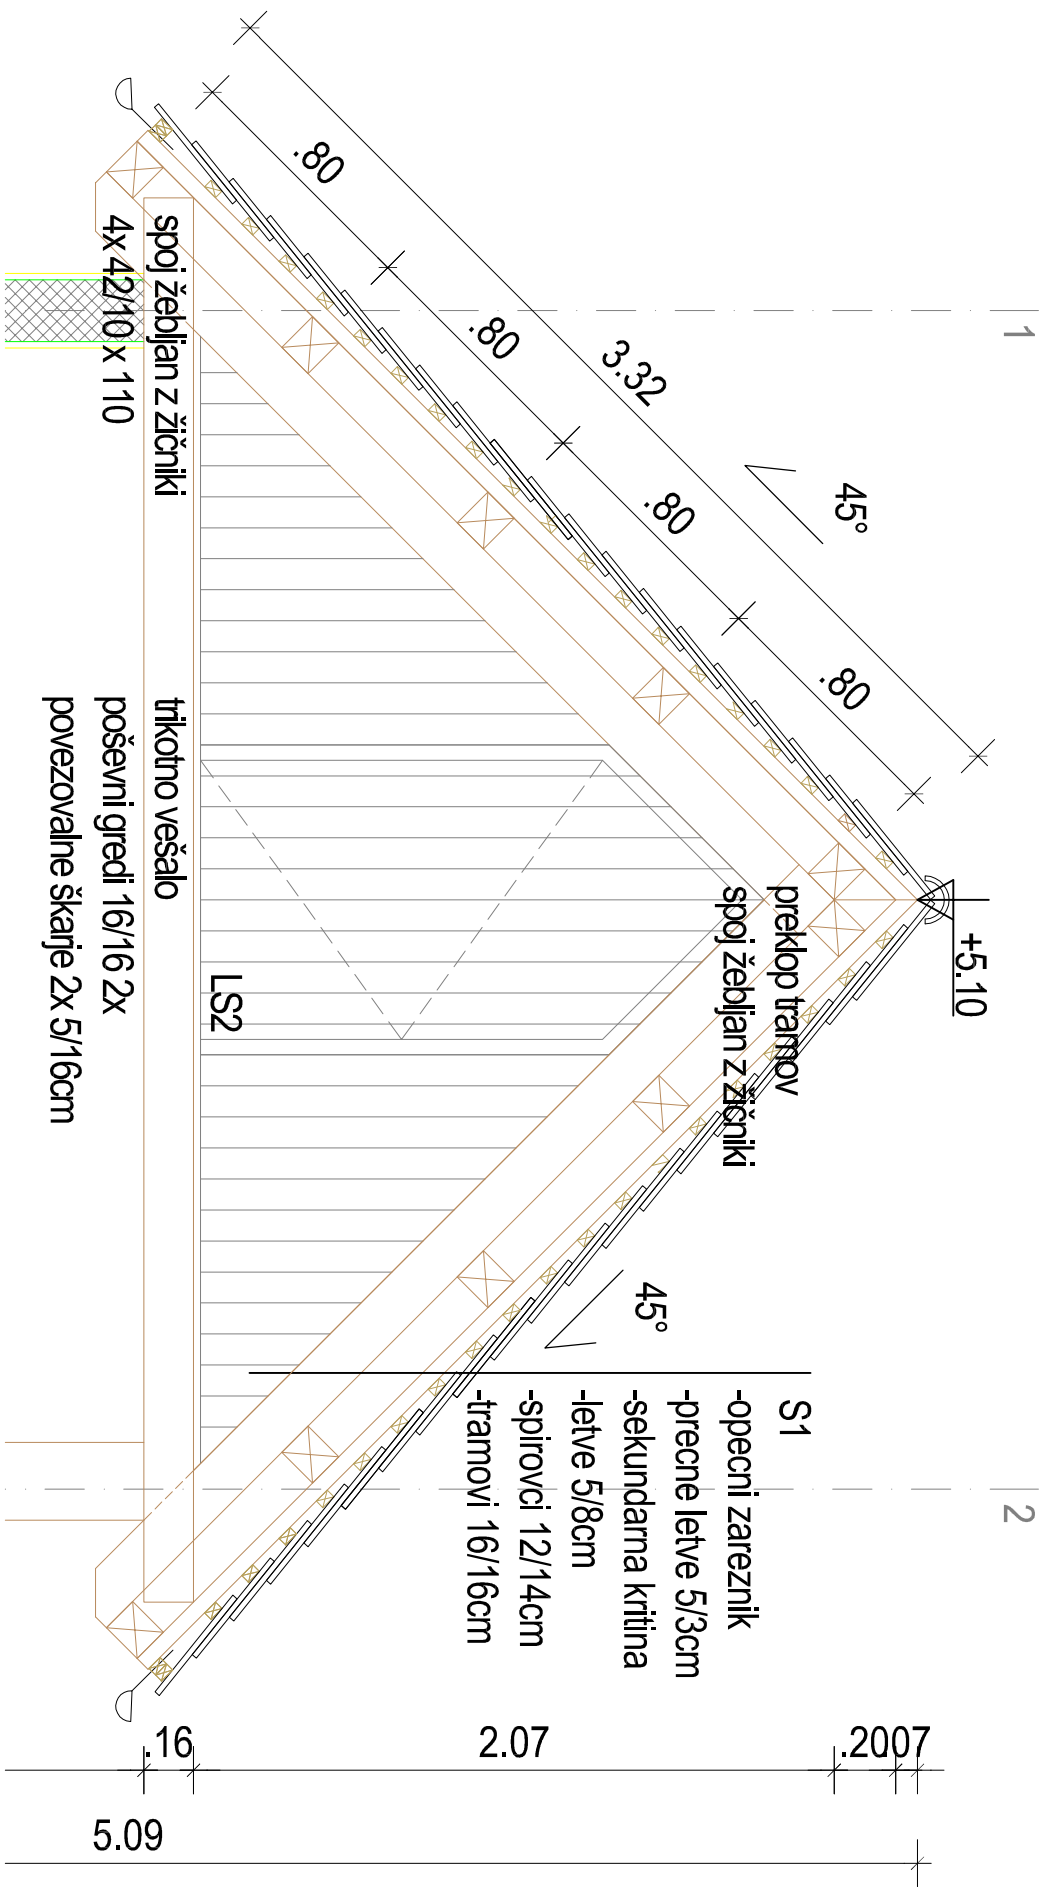 1
2
+5.10
45°
45°
3.32
.80
.80
.80
.80
preklop tramov
spoj žebljan z žičniki
S1
-opecni zareznik
-precne letve 5/3cm
-sekundarna kritina
-letve 5/8cm
-spirovci 12/14cm
-tramovi 16/16cm
LS2
spoj žebljan z žičniki
4x 42/10 x 110
trikotno vešalo
poševni gredi 16/16 2x
povezovalne škarje 2x 5/16cm
.07
.20
2.07
.16
5.09